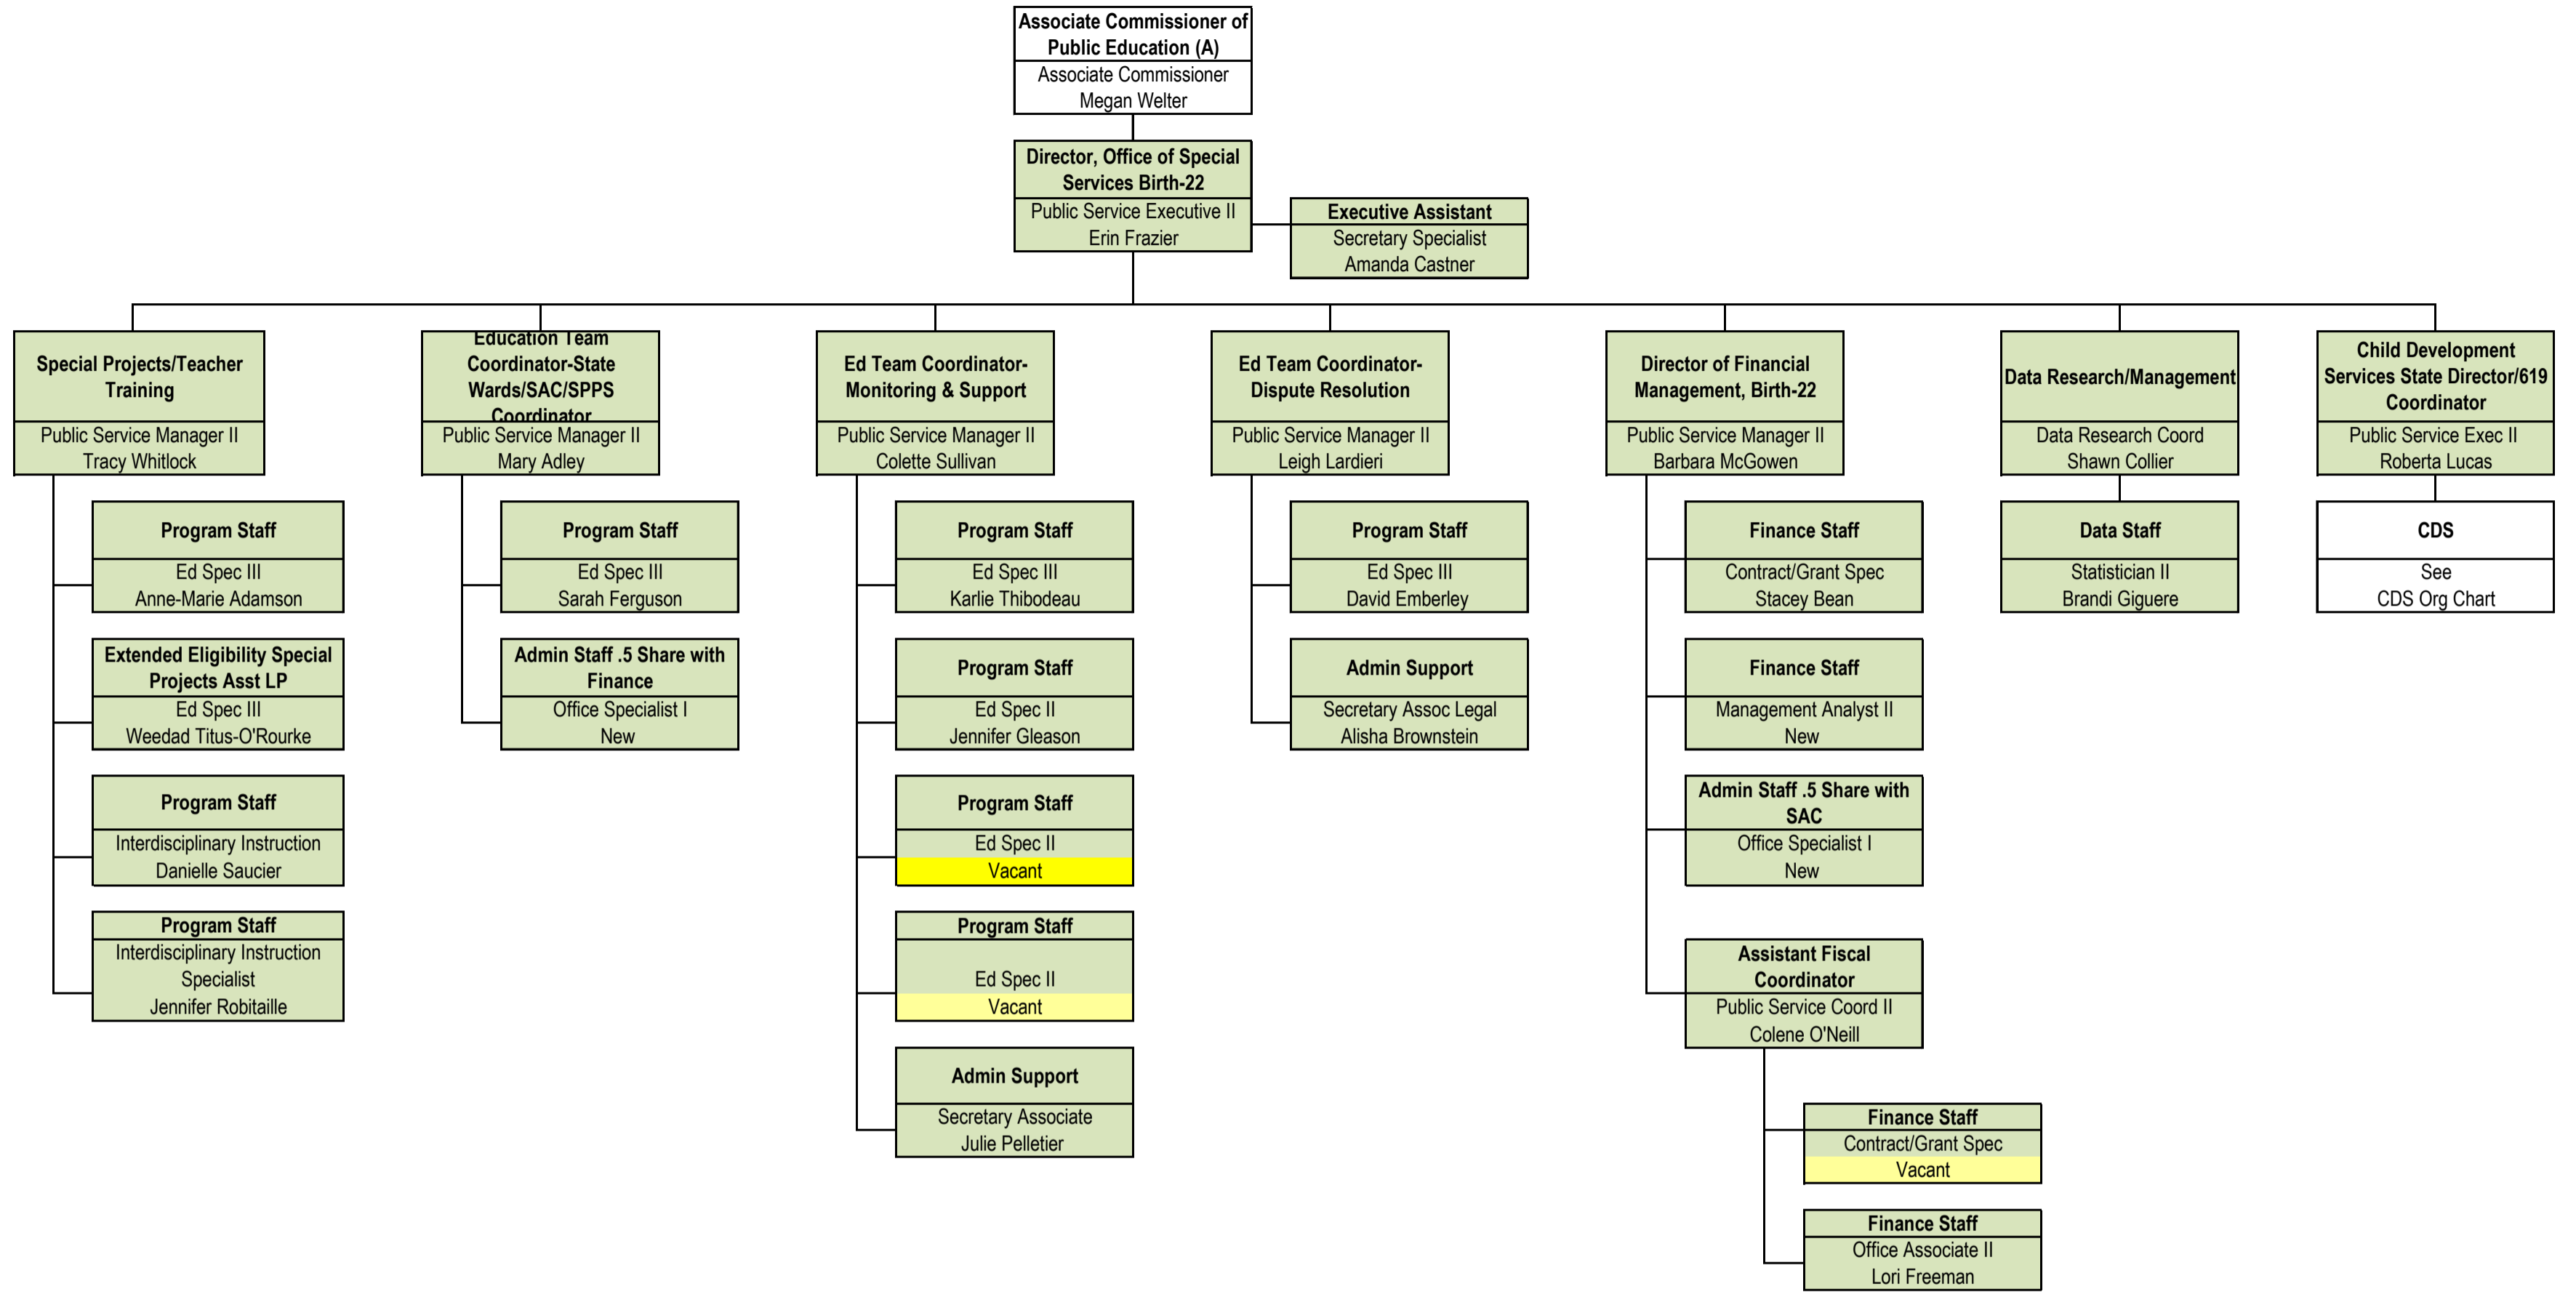 Associate Commissioner of
Public Education (A)
Associate Commissioner
Megan Welter
Director, Office of Special
Services Birth-22
Public Service Executive II
Erin Frazier
Executive Assistant
Secretary Specialist
Amanda Castner
Special Projects/Teacher
Training
Public Service Manager II
Tracy Whitlock
Program Staff
Ed Spec III
Anne-Marie Adamson
Extended Eligibility Special
Projects Asst LP
Ed Spec III
Weedad Titus-O'Rourke
Program Staff
Interdisciplinary Instruction
Danielle Saucier
Program Staff
Interdisciplinary Instruction
Specialist
Jennifer Robitaille
Education Team
Coordinator-State
Wards/SAC/SPPS
Coordinator
Public Service Manager II
Mary Adley
Program Staff
Ed Spec III
Sarah Ferguson
Admin Staff .5 Share with
Finance
Office Specialist I
New
Ed Team Coordinator-
Monitoring & Support
Public Service Manager II
Colette Sullivan
Program Staff
Ed Spec III
Karlie Thibodeau
Program Staff
Ed Spec II
Jennifer Gleason
Program Staff
Ed Spec II
Vacant
Program Staff
Ed Spec II
Vacant
Admin Support
Secretary Associate
Julie Pelletier
Ed Team Coordinator-
Dispute Resolution
Public Service Manager II
Leigh Lardieri
Program Staff
Ed Spec III
David Emberley
Admin Support
Secretary Assoc Legal
Alisha Brownstein
Director of Financial
Management, Birth-22
Public Service Manager II
Barbara McGowen
Finance Staff
Contract/Grant Spec
Stacey Bean
Finance Staff
Management Analyst II
New
Admin Staff .5 Share with
SAC
Office Specialist I
New
Assistant Fiscal
Coordinator
Public Service Coord II
Colene O'Neill
Finance Staff
Contract/Grant Spec
Vacant
Finance Staff
Office Associate II
Lori Freeman
Data Research/Management
Data Research Coord
Shawn Collier
Data Staff
Statistician II
Brandi Giguere
Child Development
Services State Director/619
Coordinator
Public Service Exec II
Roberta Lucas
CDS
See
CDS Org Chart